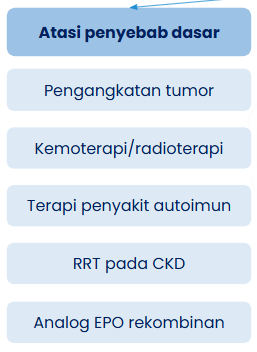 Atasi penyebab dasar
Pengangkatan tumor
Kemoterapi/radioterapi
Terapi penyakit autoimun
RRT pada CKD
Analog EPO rekombinan